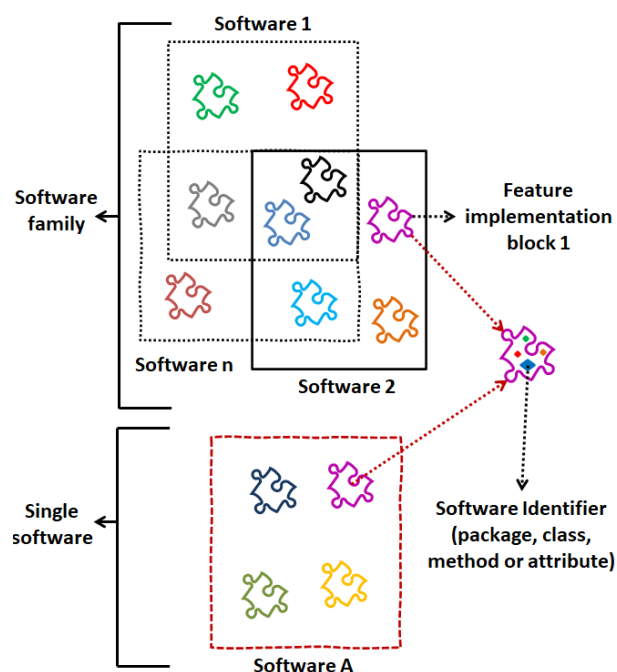 Software 1
Software
family
Feature
implementation
block 1
Software n
Software 2
Single
software
Software Identifier
(package, class,
method or attribute)
Software A